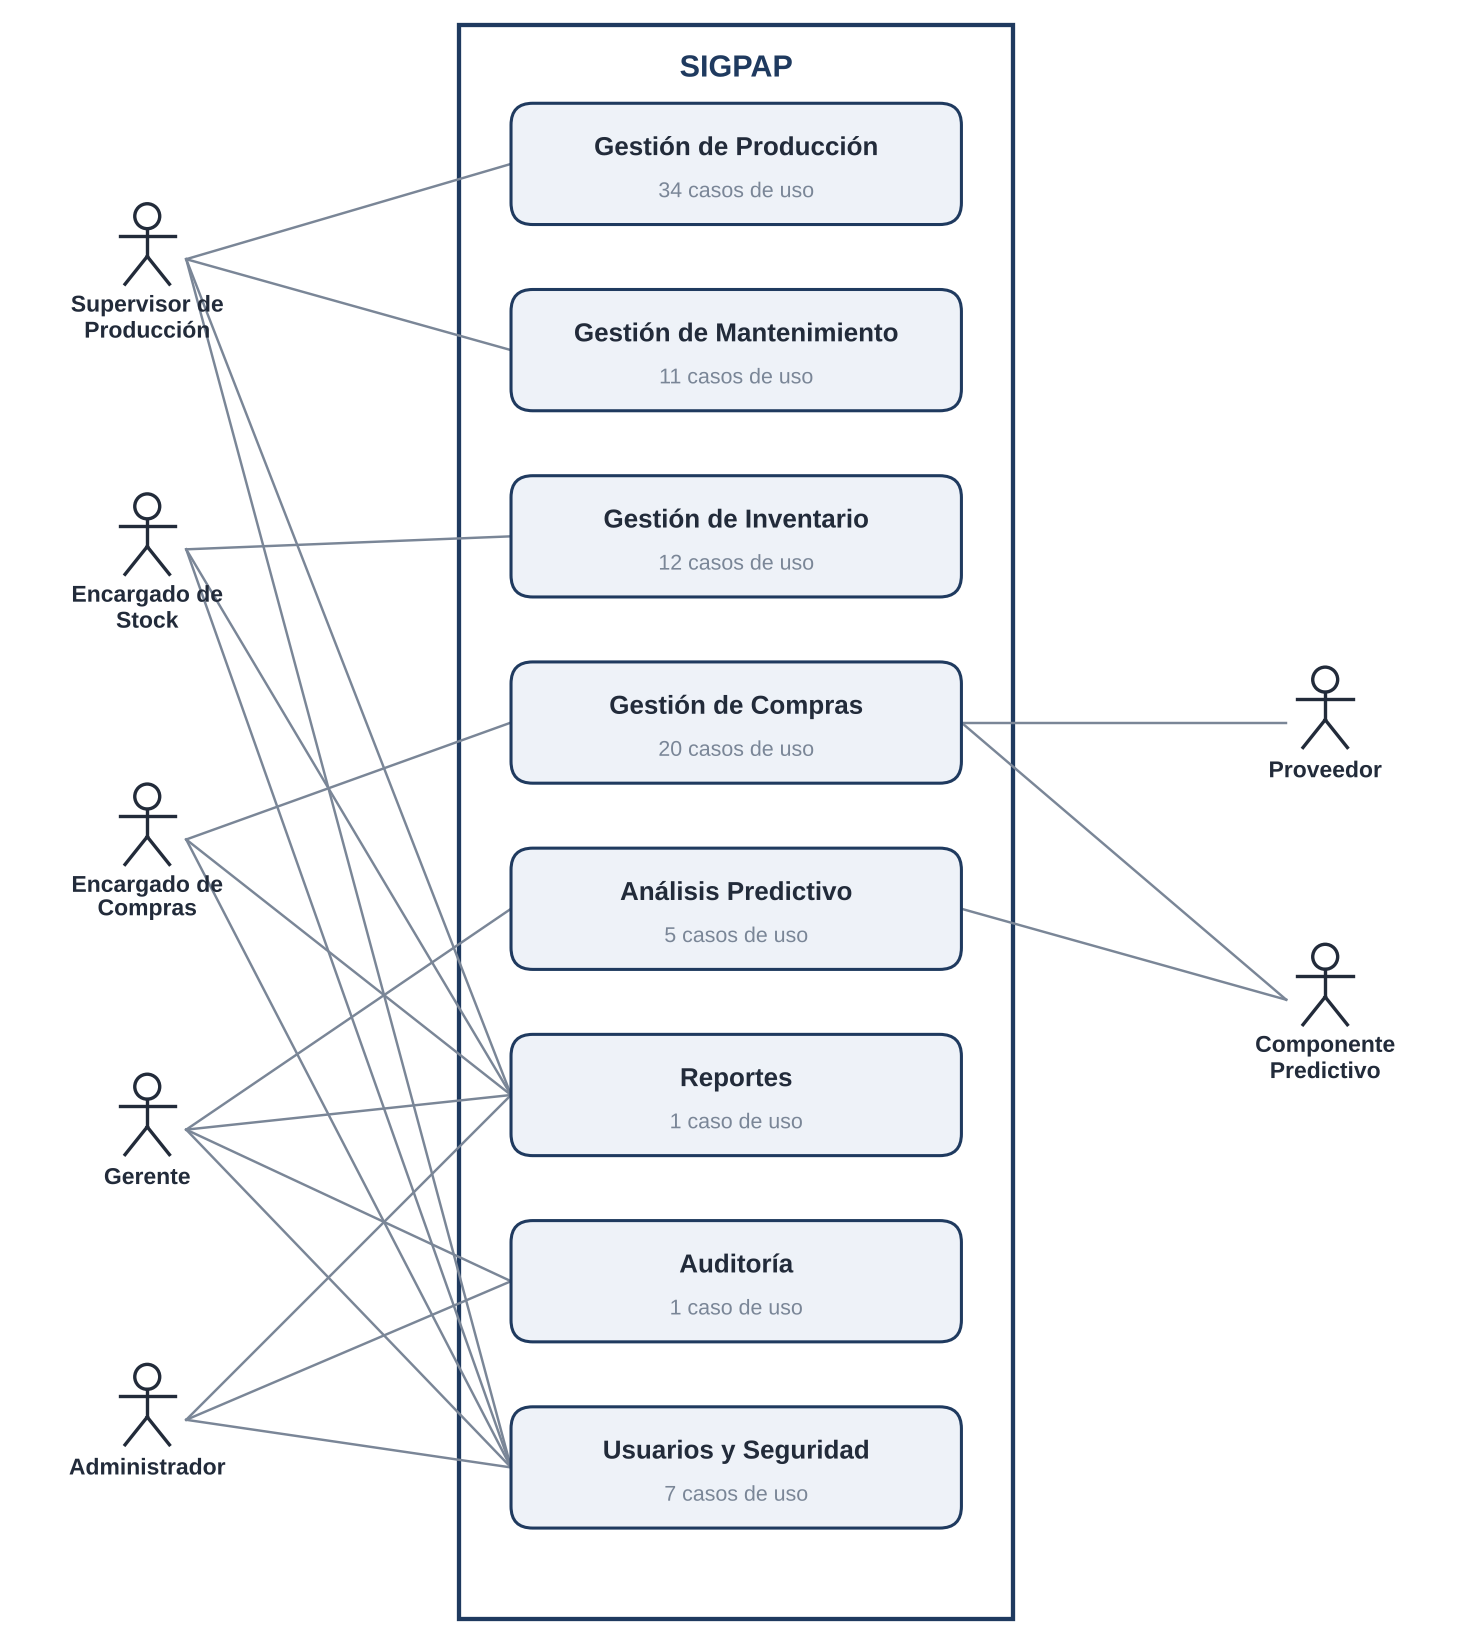 SIGPAP
Gestión de Producción
34 casos de uso
Supervisor de
Producción
Gestión de Mantenimiento
11 casos de uso
Gestión de Inventario
12 casos de uso
Encargado de
Stock
Gestión de Compras
20 casos de uso
Proveedor
Encargado de
Compras
Análisis Predictivo
5 casos de uso
Componente
Predictivo
Reportes
1 caso de uso
Gerente
Auditoría
1 caso de uso
Administrador
Usuarios y Seguridad
7 casos de uso